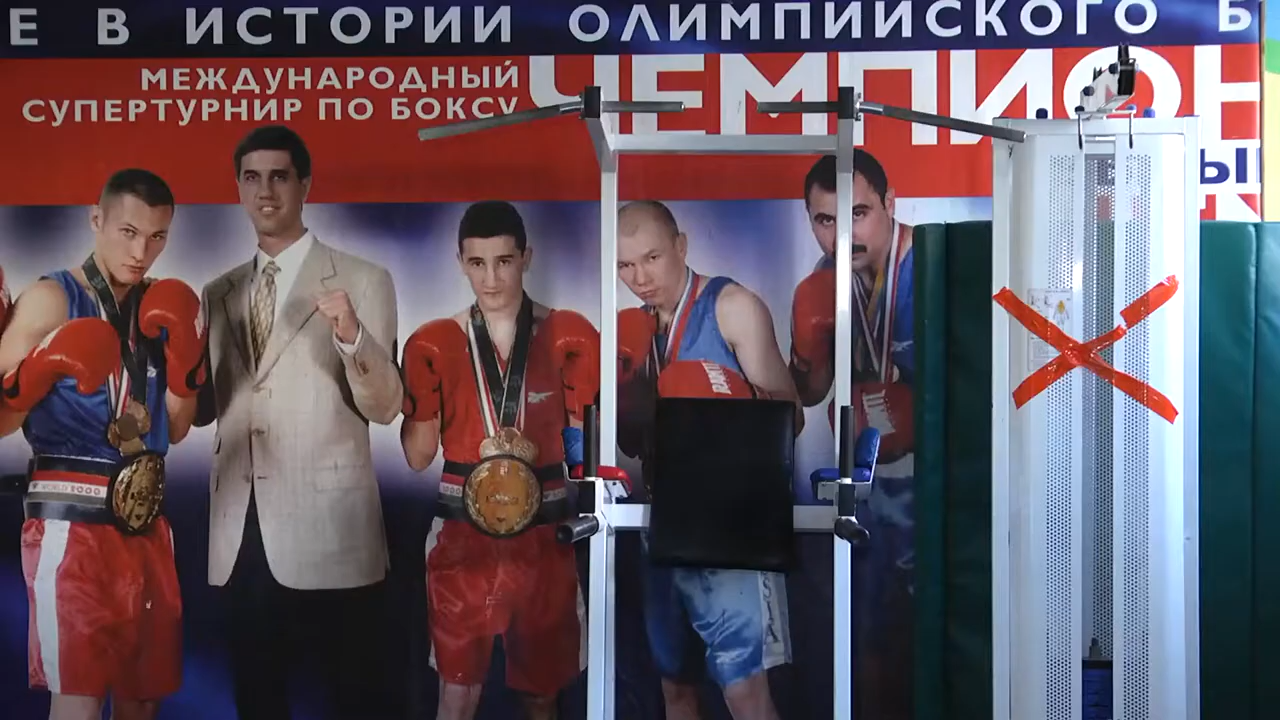 Е В ИСТОРИИ ОЛИМПИЙСКОГО Б
МЕЖДУНАРОДНЫЙ
СУПЕРТУРНИР ПО БОКСУ
ЧЕМПИОН
Ы